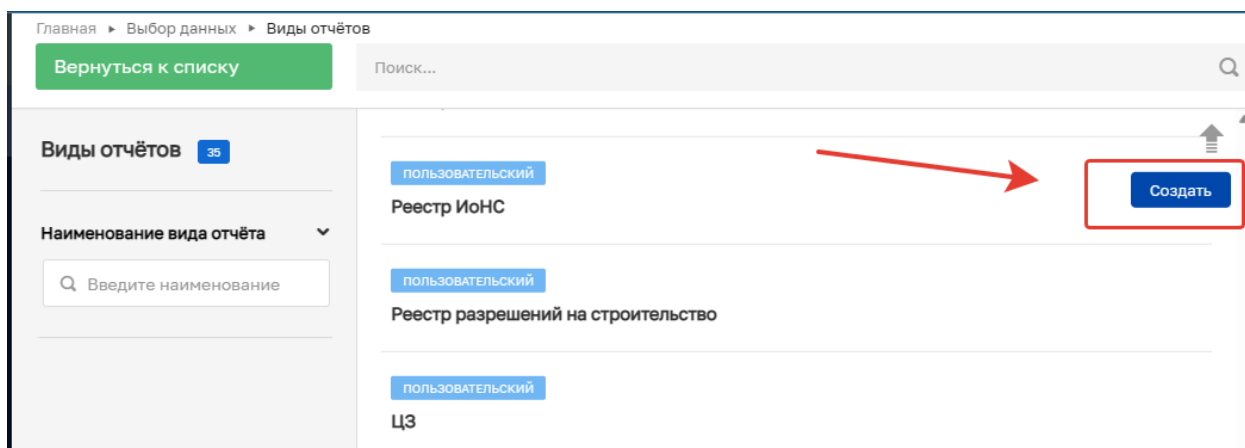 Главная ▸ Выбор данных ▸ Виды отчётов
Вернуться к списку
Поиск...
Виды отчётов 35
Наименование вида отчёта
Введите наименование
ПОЛЬЗОВАТЕЛЬСКИЙ
Реестр ИоНС
Создать
ПОЛЬЗОВАТЕЛЬСКИЙ
Реестр разрешений на строительство
ПОЛЬЗОВАТЕЛЬСКИЙ
ЦЗ